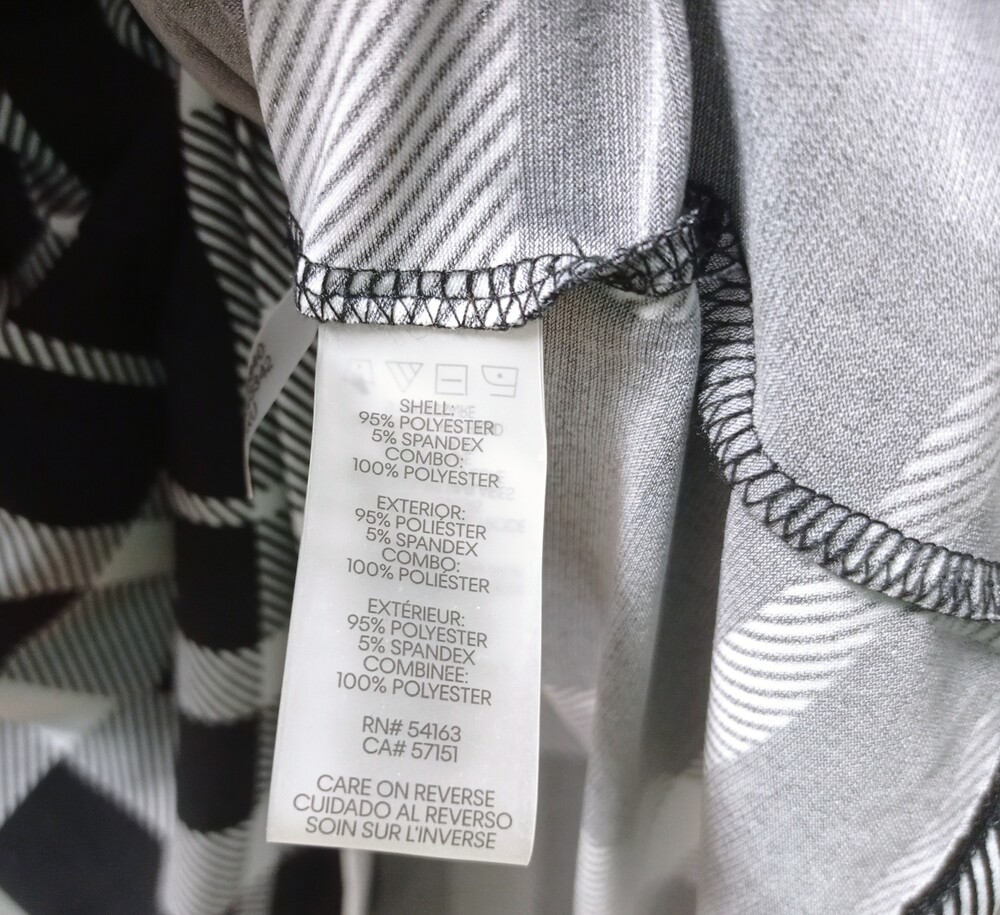 SHELL:
95% POLYESTER
5% SPANDEX
COMBO:
100% POLYESTER
EXTERIOR:
95% POLIÉSTER
5% SPANDEX
COMBO:
100% POLIÉSTER
EXTÉRIEUR:
95% POLYESTER
5% SPANDEX
COMBINEE:
100% POLYESTER
RN# 54163
CA# 57151
CARE ON REVERSE
CUIDADO AL REVERSO
SOIN SUR L'INVERSE